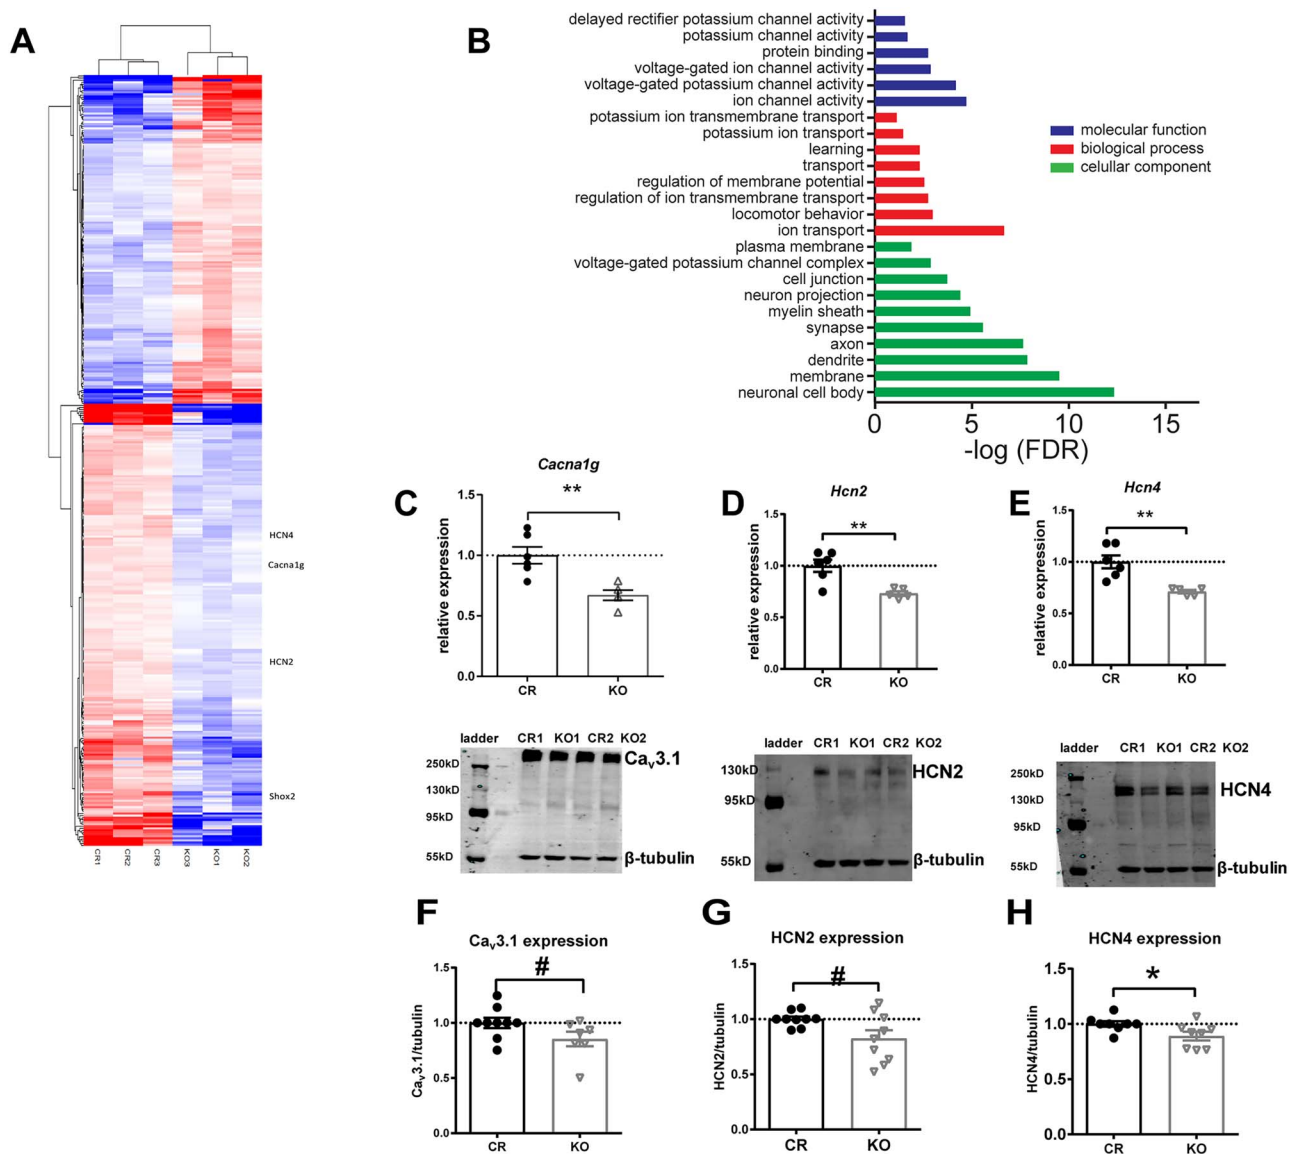 A
HCN4
Cacna1g
HCN2
Shox2
CR1
CR2
CR3
KO3
KO1
KO2
B
delayed rectifier potassium channel activity
potassium channel activity
protein binding
voltage-gated ion channel activity
voltage-gated potassium channel activity
ion channel activity
potassium ion transmembrane transport
potassium ion transport
learning
transport
regulation of membrane potential
regulation of ion transmembrane transport
locomotor behavior
ion transport
plasma membrane
voltage-gated potassium channel complex
cell junction
neuron projection
myelin sheath
synapse
axon
dendrite
membrane
neuronal cell body
0 5 10 15
-log (FDR)
molecular function
biological process
celullar component
C
Cacna1g
**
relative expression
1.5
1.0
0.5
0.0
CR KO
ladder CR1 KO1 CR2 KO2
250kD
130kD
95kD
55kD
Cav3.1
β-tubulin
D
Hcn2
**
relative expression
1.5
1.0
0.5
0.0
CR KO
ladder CR1 KO1 CR2 KO2
130kD
95kD
55kD
HCN2
β-tubulin
E
Hcn4
**
relative expression
1.5
1.0
0.5
0.0
CR KO
ladder CR1 KO1 CR2 KO2
250kD
130kD
95kD
55kD
HCN4
β-tubulin
F
Cav3.1 expression
#
Cav3.1/tubulin
1.5
1.0
0.5
0.0
CR KO
G
HCN2 expression
#
HCN2/tubulin
1.5
1.0
0.5
0.0
CR KO
H
HCN4 expression
*
HCN4/tubulin
1.5
1.0
0.5
0.0
CR KO